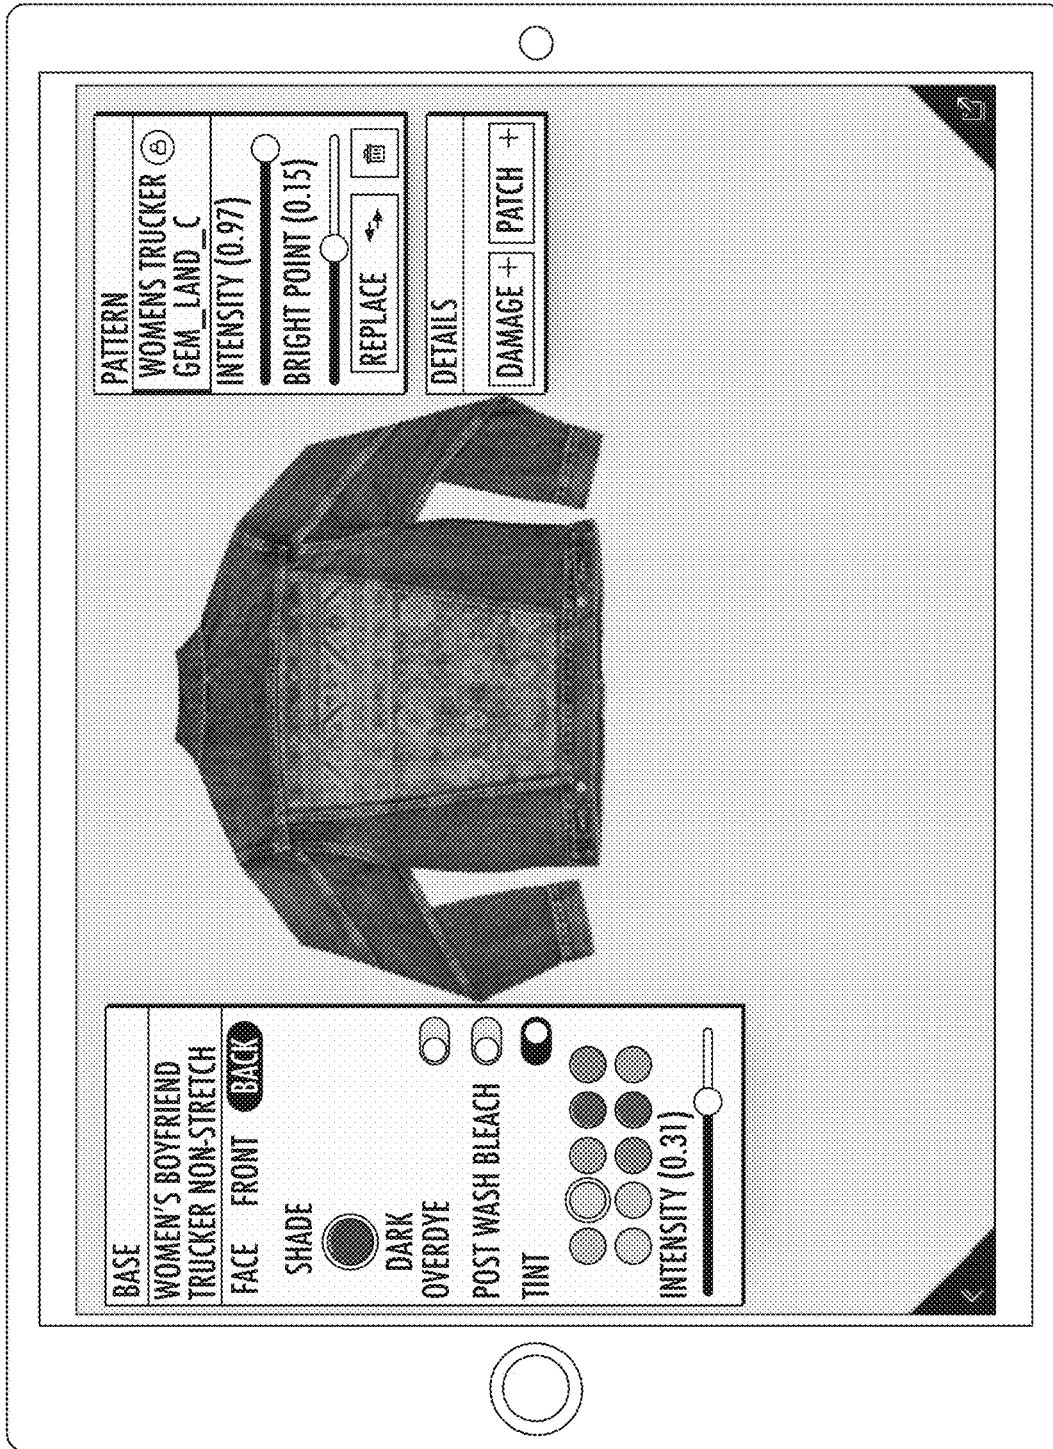 BASE
WOMEN'S BOYFRIEND
TRUCKER NON-STRETCH
FACE FRONT BACK
SHADE
DARK
OVERDYE
POST WASH BLEACH
TINT
INTENSITY (0.31)
PATTERN
WOMENS TRUCKER
GEM_LAND_C
INTENSITY (0.97)
BRIGHT POINT (0.15)
REPLACE
DETAILS
DAMAGE + PATCH +